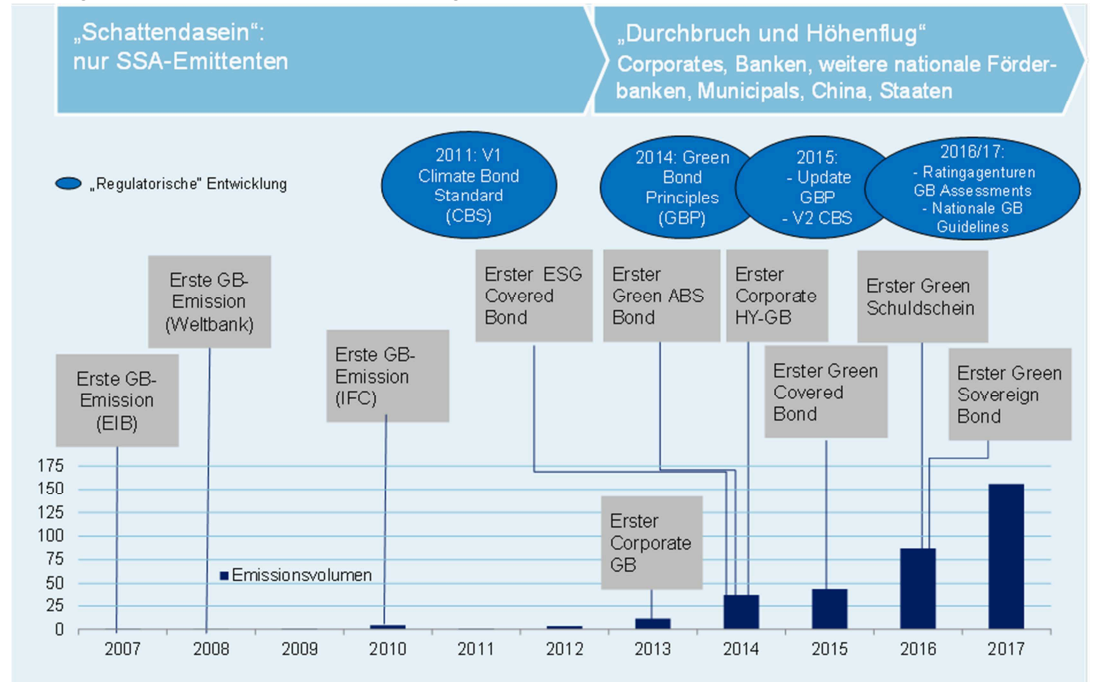 „Schattendasein“:
nur SSA-Emittenten
„Durchbruch und Höhenflug“
Corporates, Banken, weitere nationale Förder-
banken, Municipals, China, Staaten
„Regulatorische“ Entwicklung
2011: V1
Climate Bond
Standard
(CBS)
2014: Green
Bond
Principles
(GBP)
2015:
- Update
GBP
- V2 CBS
2016/17:
- Ratingagenturen
GB Assessments
- Nationale GB
Guidelines
Erste GB-
Emission
(EIB)
Erste GB-
Emission
(Weltbank)
Erste GB-
Emission
(IFC)
Erster ESG
Covered
Bond
Erster
Green ABS
Bond
Erster
Corporate
HY-GB
Erster Green
Schuldschein
Erster Green
Covered
Bond
Erster Green
Sovereign
Bond
Erster
Corporate
GB
175
150
125
100
75
50
25
0
Emissionsvolumen
2007 2008 2009 2010 2011 2012 2013 2014 2015 2016 2017